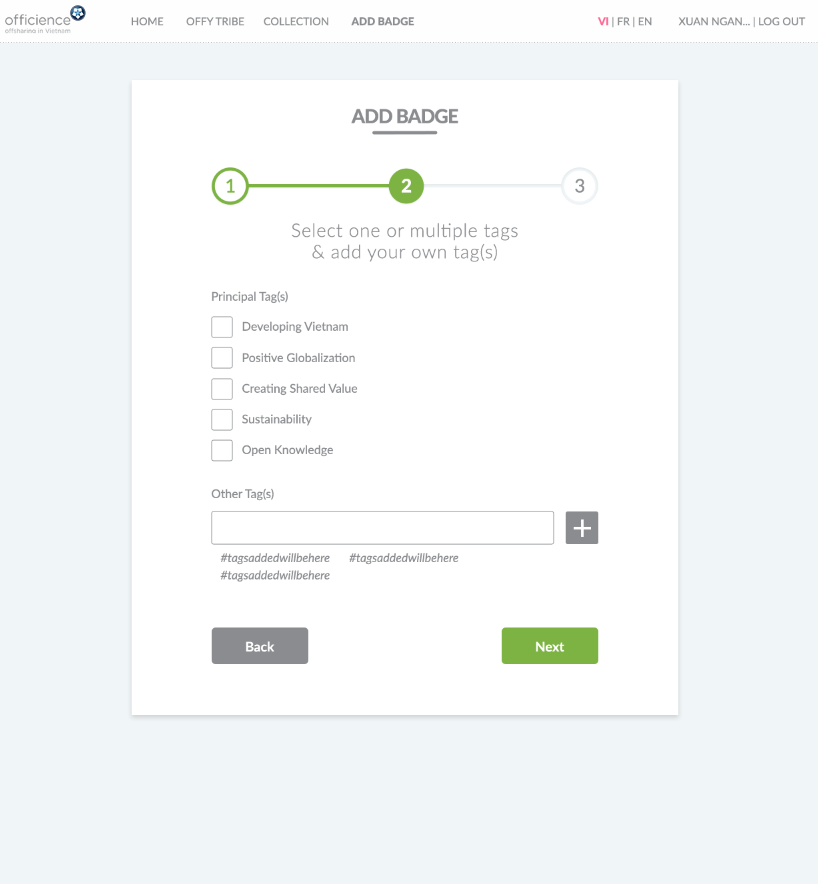 officience
offshoring in Vietnam
HOME OFFY TRIBE COLLECTION ADD BADGE VI | FR | EN XUAN NGAN... | LOG OUT
ADD BADGE
1 2 3
Select one or multiple tags
& add your own tag(s)
Principal Tag(s)
Developing Vietnam
Positive Globalization
Creating Shared Value
Sustainability
Open Knowledge
Other Tag(s)
#tagsaddedwillbehere #tagsaddedwillbehere
#tagsaddedwillbehere
Back Next